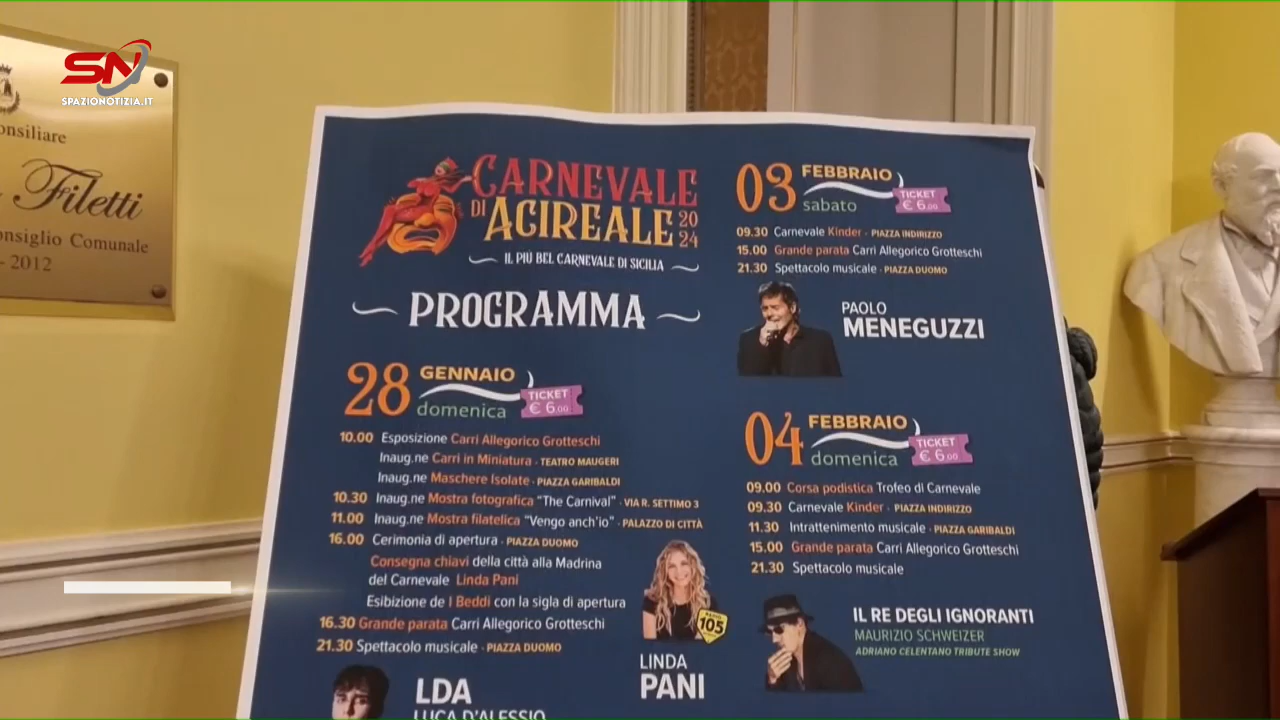 SN
SPAZIONOTIZIA.IT
onsiliare
Filetti
onsiglio Comunale
- 2012
CARNEVALE
DI ACIREALE 2024
IL PIÙ BEL CARNEVALE DI SICILIA
PROGRAMMA
28 GENNAIO
domenica
TICKET
€ 6.00
10.00 Esposizione Carri Allegorico Grotteschi
Inaug.ne Carri in Miniatura - TEATRO MAUGERI
Inaug.ne Maschere Isolate - PIAZZA GARIBALDI
10.30 Inaug.ne Mostra fotografica "The Carnival" - VIA R. SETTIMO 3
11.00 Inaug.ne Mostra filatelica "Vengo anch'io" - PALAZZO DI CITTÀ
16.00 Cerimonia di apertura - PIAZZA DUOMO
Consegna chiavi della città alla Madrina
del Carnevale Linda Pani
Esibizione de I Beddi con la sigla di apertura
16.30 Grande parata Carri Allegorico Grotteschi
21.30 Spettacolo musicale - PIAZZA DUOMO
105
LINDA
PANI
LDA
LUCA D'ALESSIO
03 FEBBRAIO
sabato
TICKET
€ 6.00
09.30 Carnevale Kinder - PIAZZA INDIRIZZO
15.00 Grande parata Carri Allegorico Grotteschi
21.30 Spettacolo musicale - PIAZZA DUOMO
PAOLO
MENEGUZZI
04 FEBBRAIO
domenica
TICKET
€ 6.00
09.00 Corsa podistica Trofeo di Carnevale
09.30 Carnevale Kinder - PIAZZA INDIRIZZO
11.30 Intrattenimento musicale - PIAZZA GARIBALDI
15.00 Grande parata Carri Allegorico Grotteschi
21.30 Spettacolo musicale
IL RE DEGLI IGNORANTI
MAURIZIO SCHWEIZER
ADRIANO CELENTANO TRIBUTE SHOW